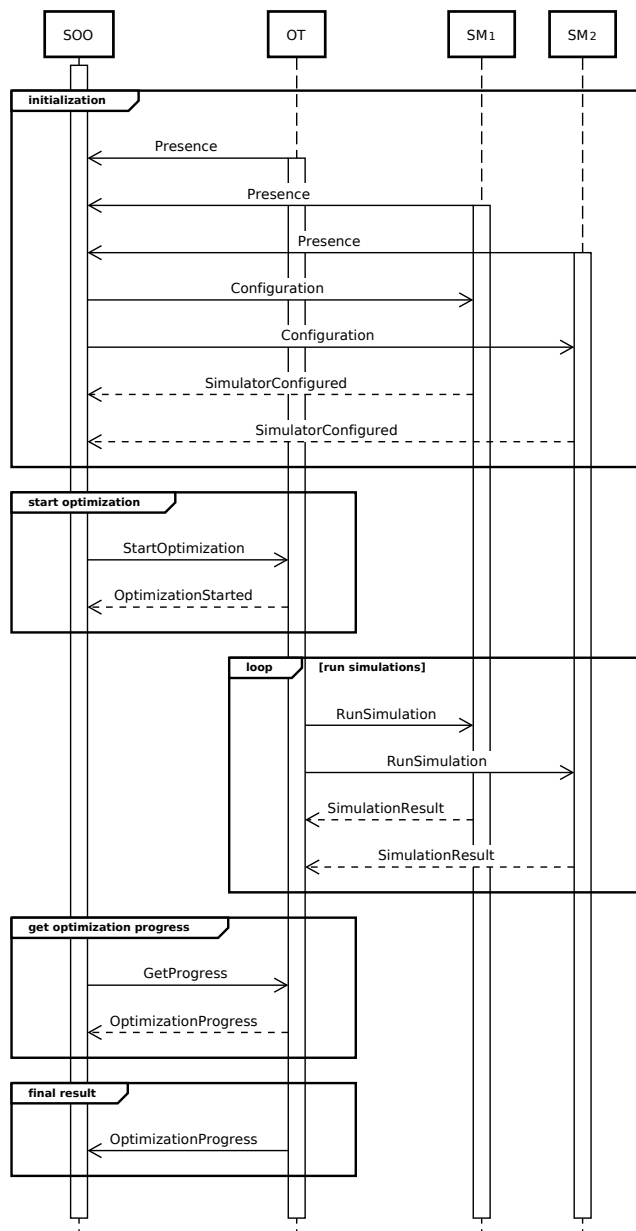 SOO OT SM1 SM2
initialization
Presence
Presence
Presence
Configuration
Configuration
SimulatorConfigured
SimulatorConfigured
start optimization
StartOptimization
OptimizationStarted
loop [run simulations]
RunSimulation
RunSimulation
SimulationResult
SimulationResult
get optimization progress
GetProgress
OptimizationProgress
final result
OptimizationProgress